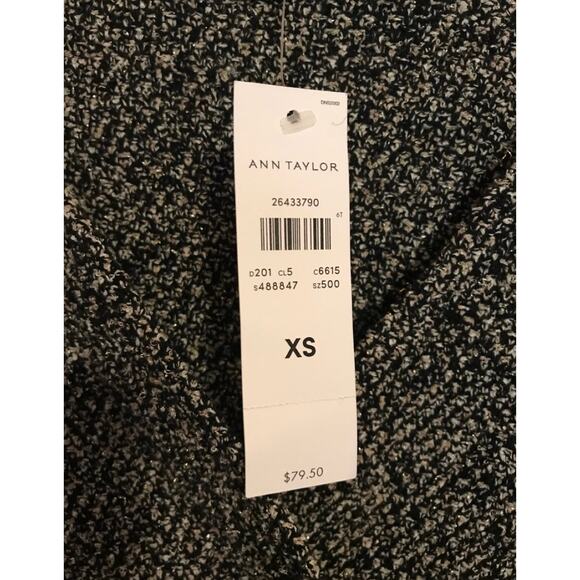 ANN TAYLOR
26433790
6T
D201 CL5 C6615
S488847 SZ500
XS
$79.50